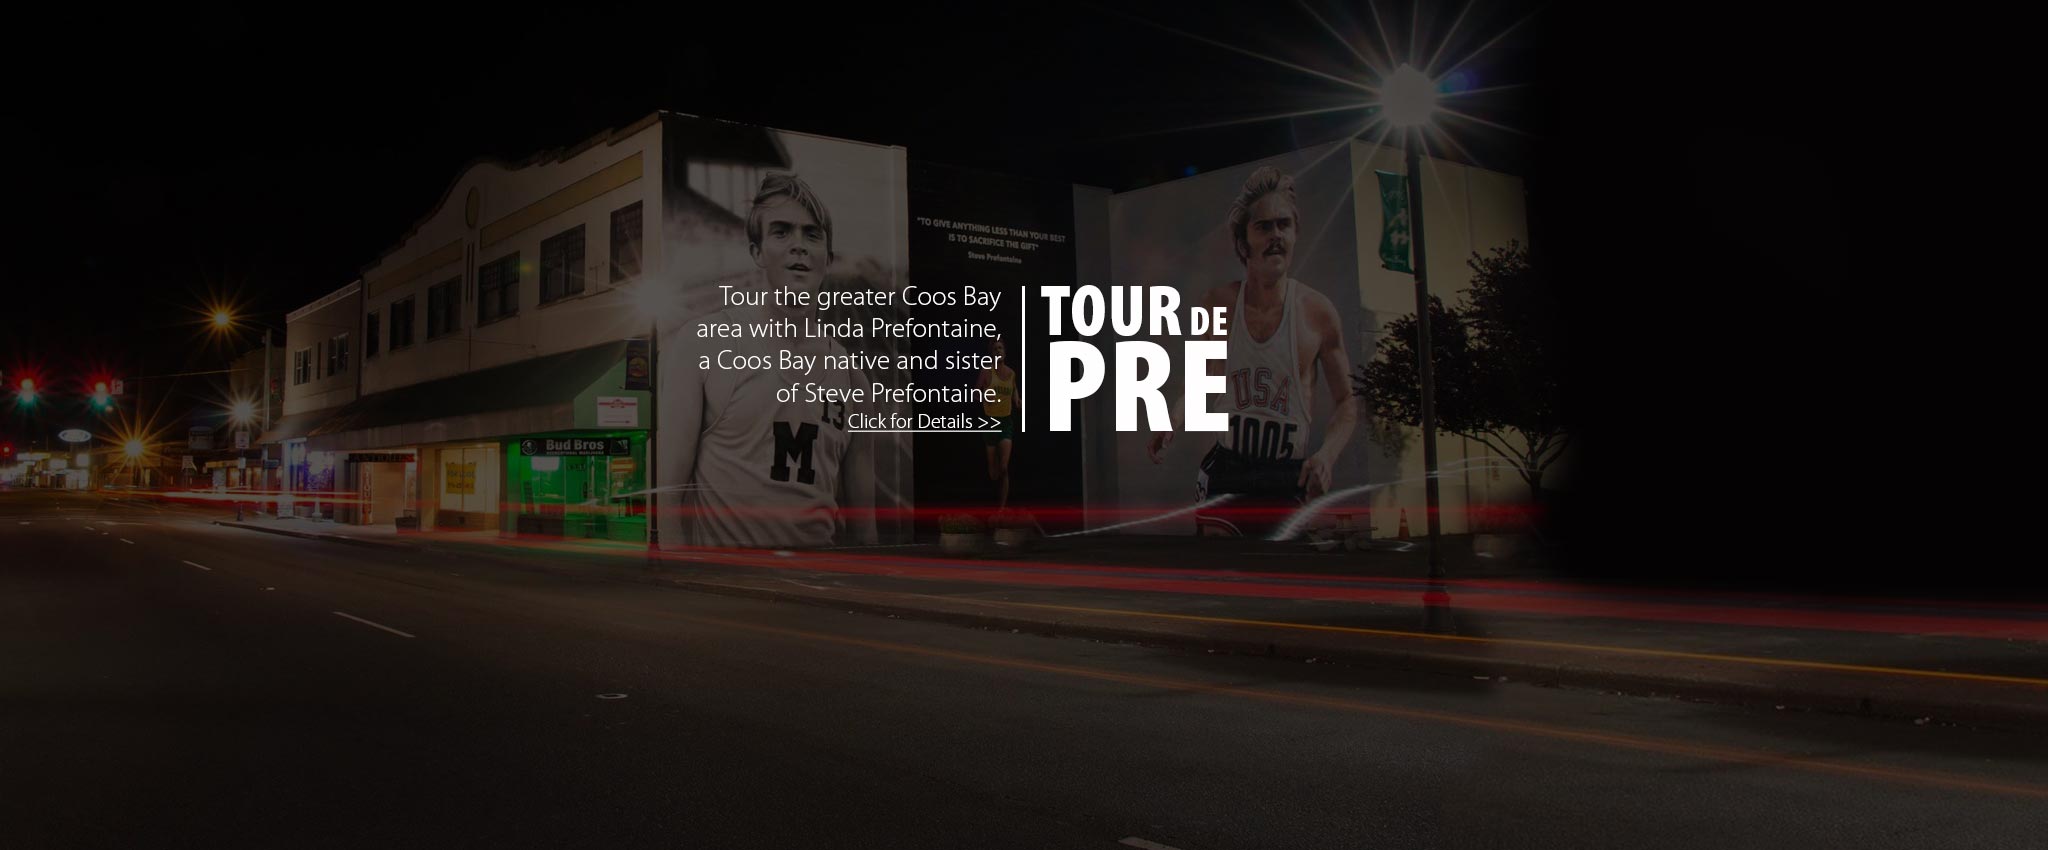 "TO GIVE ANYTHING LESS THAN YOUR BEST
IS TO SACRIFICE THE GIFT"
Steve Prefontaine
Tour the greater Coos Bay
area with Linda Prefontaine,
a Coos Bay native and sister
of Steve Prefontaine.
Click for Details >>
TOUR DE
PRE
13
M
USA
1005
Bud Bros
ANTIQUES